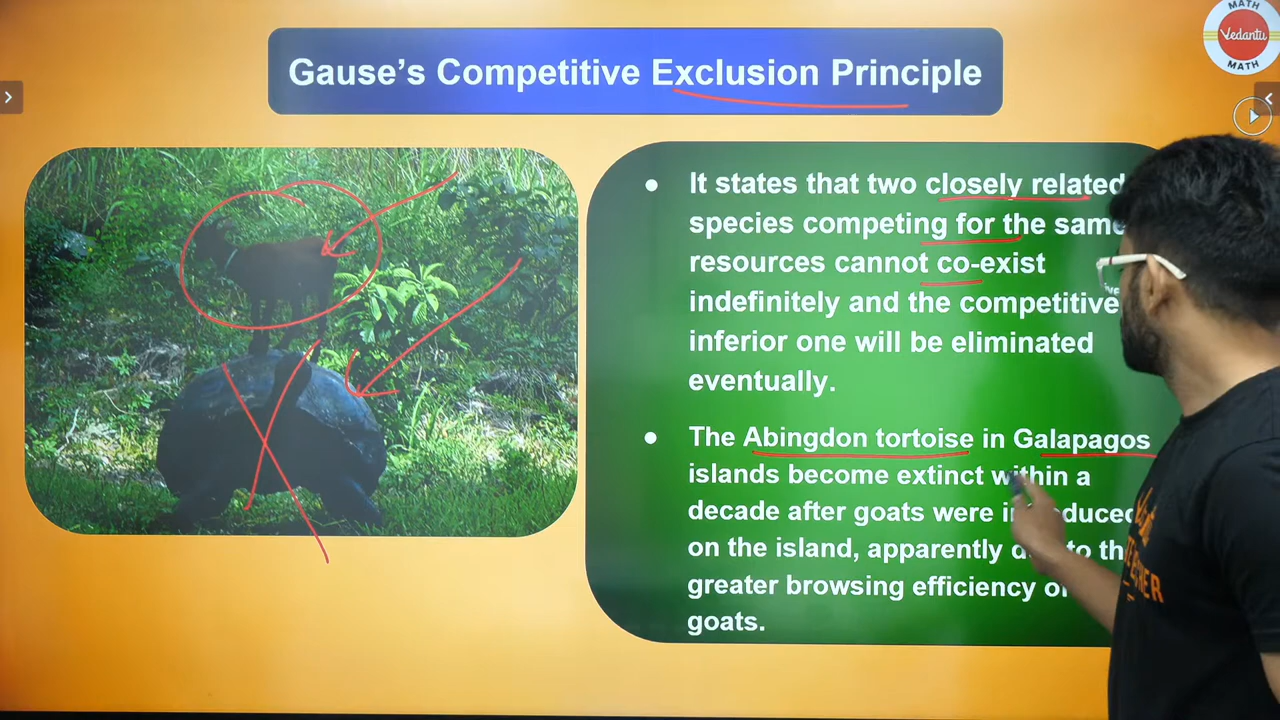 MATH
Vedantu
MATH
Gause's Competitive Exclusion Principle
It states that two closely related
species competing for the same
resources cannot co-exist
indefinitely and the competitive
inferior one will be eliminated
eventually.
The Abingdon tortoise in Galapagos
islands become extinct within a
decade after goats were
on the island, apparently
greater browsing efficiency
goats.